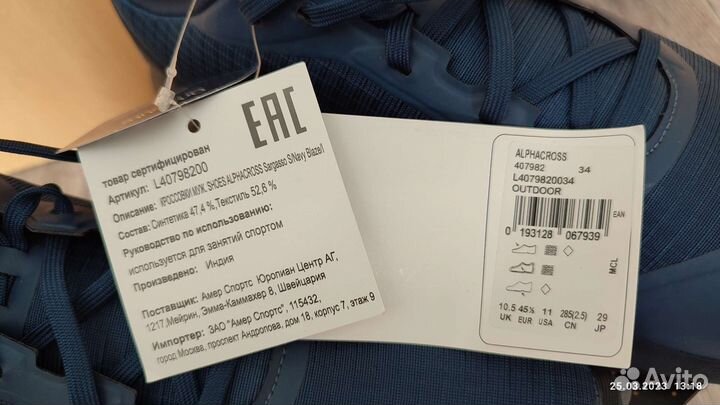 EAC
товар сертифицирован
Артикул: L40798200
Описание: КРОССОВКИ МУЖ. SHOES ALPHACROSS Sargasso S/Navy Blaze/I
Состав: Синтетика 47,4 %,Текстиль 52,6 %
Руководство по использованию:
используется для занятий спортом
Произведено: Индия
Поставщик: Амер Спортс Юропиан Центр АГ,
1217,Мейрин, Эмма-Каммахер 8, Швейцария
Импортер: ЗАО "Амер Спортс", 115432,
город Москва, проспект Андропова, дом 18, корпус 7, этаж 9
ALPHACROSS
407982 34
L4079820034
OUTDOOR
EAN
0 193128 067939
MCL
10.5 45⅓ 11 285(2.5) 29
UK EUR USA CN JP
Avito
25.03.2023 13:18